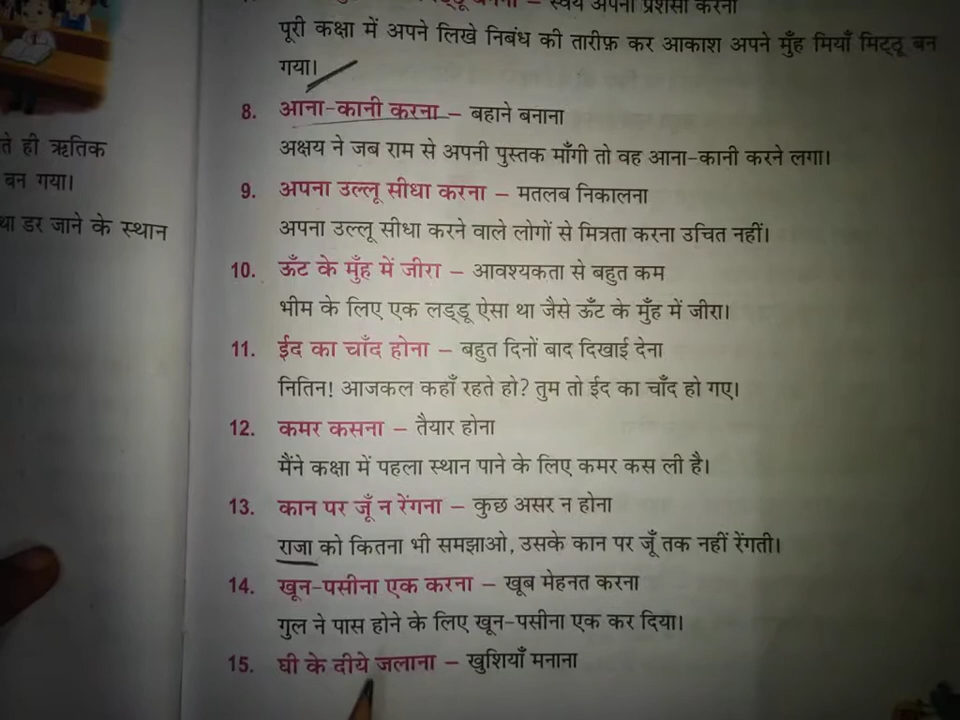 ते ही ऋतिक
बन गया।
था डर जाने के स्थान
– स्वयं अपनी प्रशंसा करना
पूरी कक्षा में अपने लिखे निबंध की तारीफ़ कर आकाश अपने मुँह मियाँ मिट्ठू बन
गया।
8. आना-कानी करना – बहाने बनाना
अक्षय ने जब राम से अपनी पुस्तक माँगी तो वह आना-कानी करने लगा।
9. अपना उल्लू सीधा करना – मतलब निकालना
अपना उल्लू सीधा करने वाले लोगों से मित्रता करना उचित नहीं।
10. ऊँट के मुँह में जीरा – आवश्यकता से बहुत कम
भीम के लिए एक लड्डू ऐसा था जैसे ऊँट के मुँह में जीरा।
11. ईद का चाँद होना – बहुत दिनों बाद दिखाई देना
नितिन! आजकल कहाँ रहते हो? तुम तो ईद का चाँद हो गए।
12. कमर कसना – तैयार होना
मैंने कक्षा में पहला स्थान पाने के लिए कमर कस ली है।
13. कान पर जूँ न रेंगना – कुछ असर न होना
राजा को कितना भी समझाओ, उसके कान पर जूँ तक नहीं रेंगती।
14. खून-पसीना एक करना – खूब मेहनत करना
गुल ने पास होने के लिए खून-पसीना एक कर दिया।
15. घी के दीये जलाना – खुशियाँ मनाना